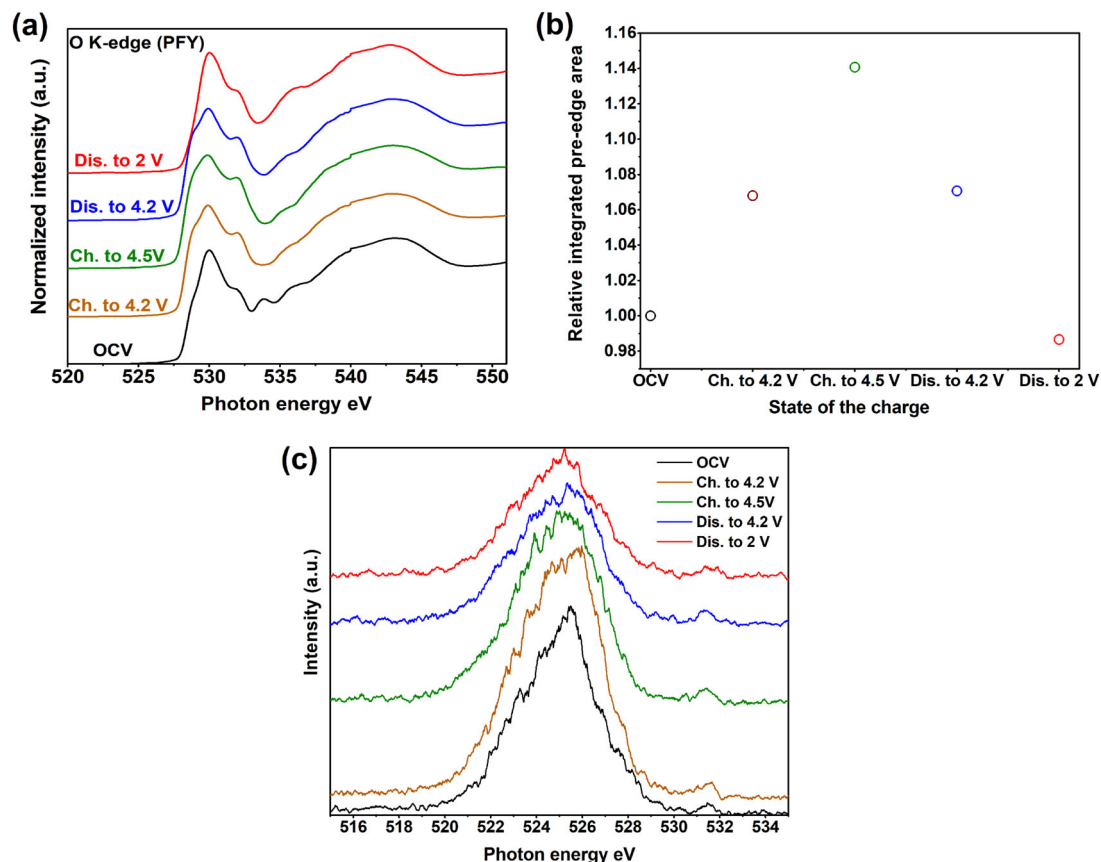 (a)
O K-edge (PFY)
Normalized intensity (a.u.)
Dis. to 2 V
Dis. to 4.2 V
Ch. to 4.5V
Ch. to 4.2 V
OCV
520 525 530 535 540 545 550
Photon energy eV
(b)
Relative integrated pre-edge area
1.16
1.14
1.12
1.10
1.08
1.06
1.04
1.02
1.00
0.98
OCV Ch. to 4.2 V Ch. to 4.5 V Dis. to 4.2 V Dis. to 2 V
State of the charge
(c)
Intensity (a.u.)
OCV
Ch. to 4.2 V
Ch. to 4.5V
Dis. to 4.2 V
Dis. to 2 V
516 518 520 522 524 526 528 530 532 534
Photon energy eV